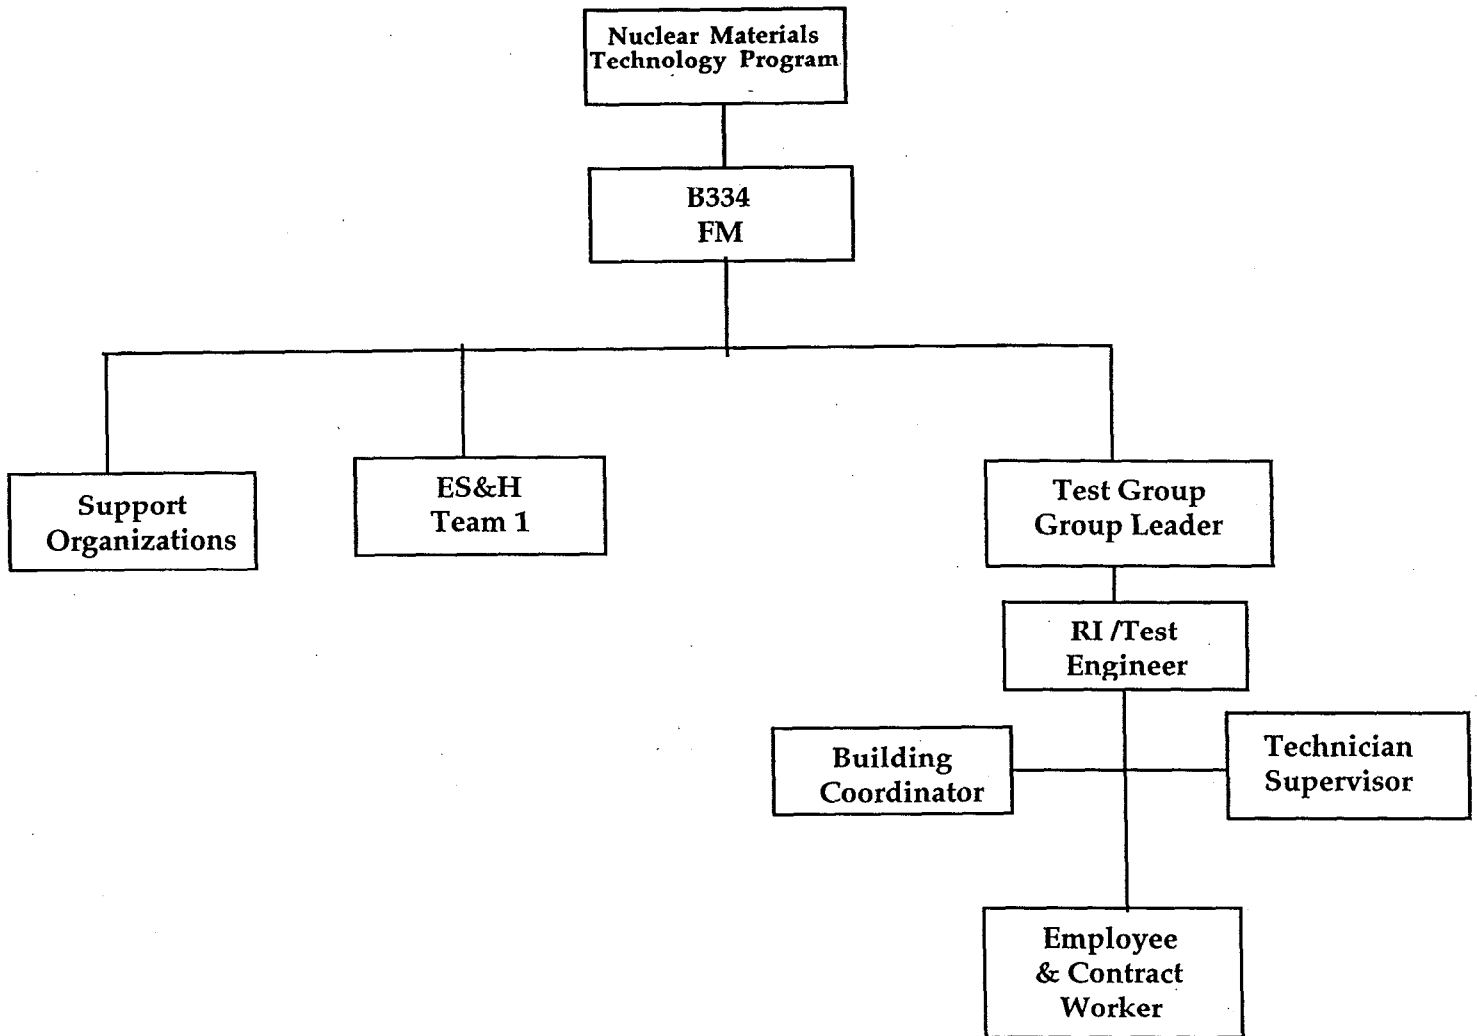 Nuclear Materials
Technology Program
B334
FM
Support
Organizations
ES&H
Team 1
Test Group
Group Leader
RI /Test
Engineer
Building
Coordinator
Technician
Supervisor
Employee
& Contract
Worker